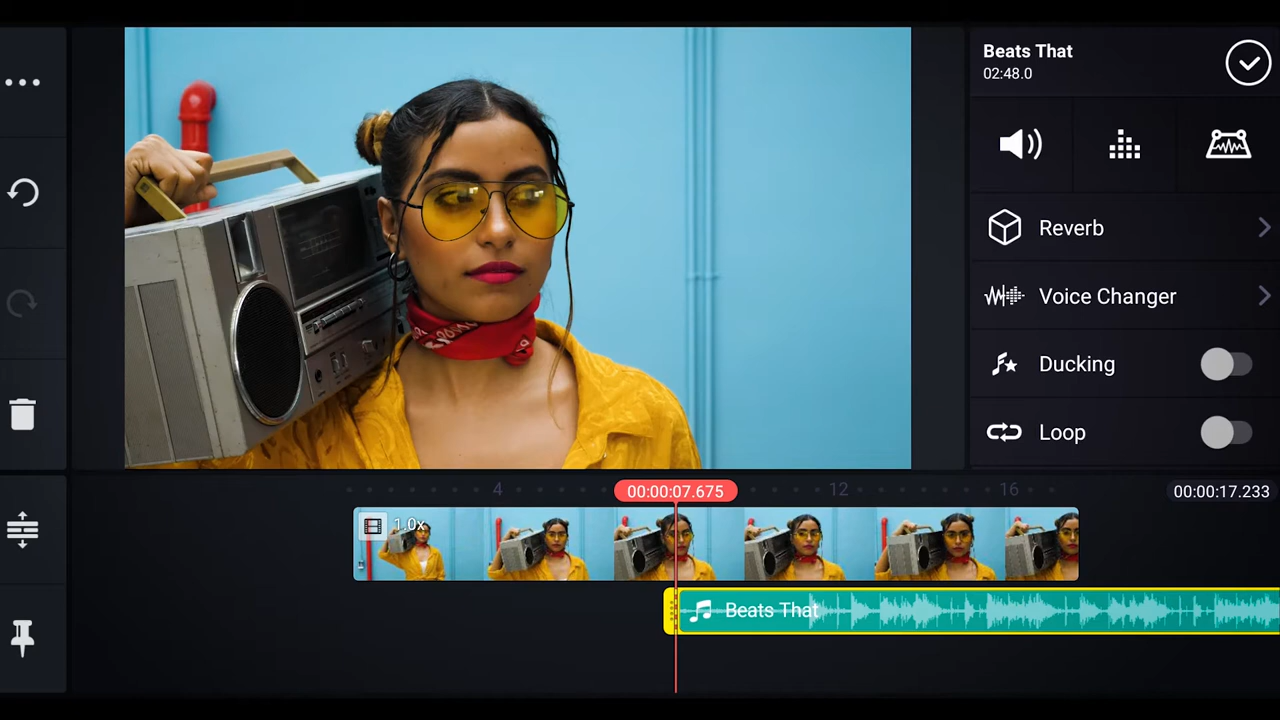 Beats That
02:48.0
Reverb
Voice Changer
Ducking
Loop
4
00:00:07.675
12
16
00:00:17.233
1.0x
Beats That